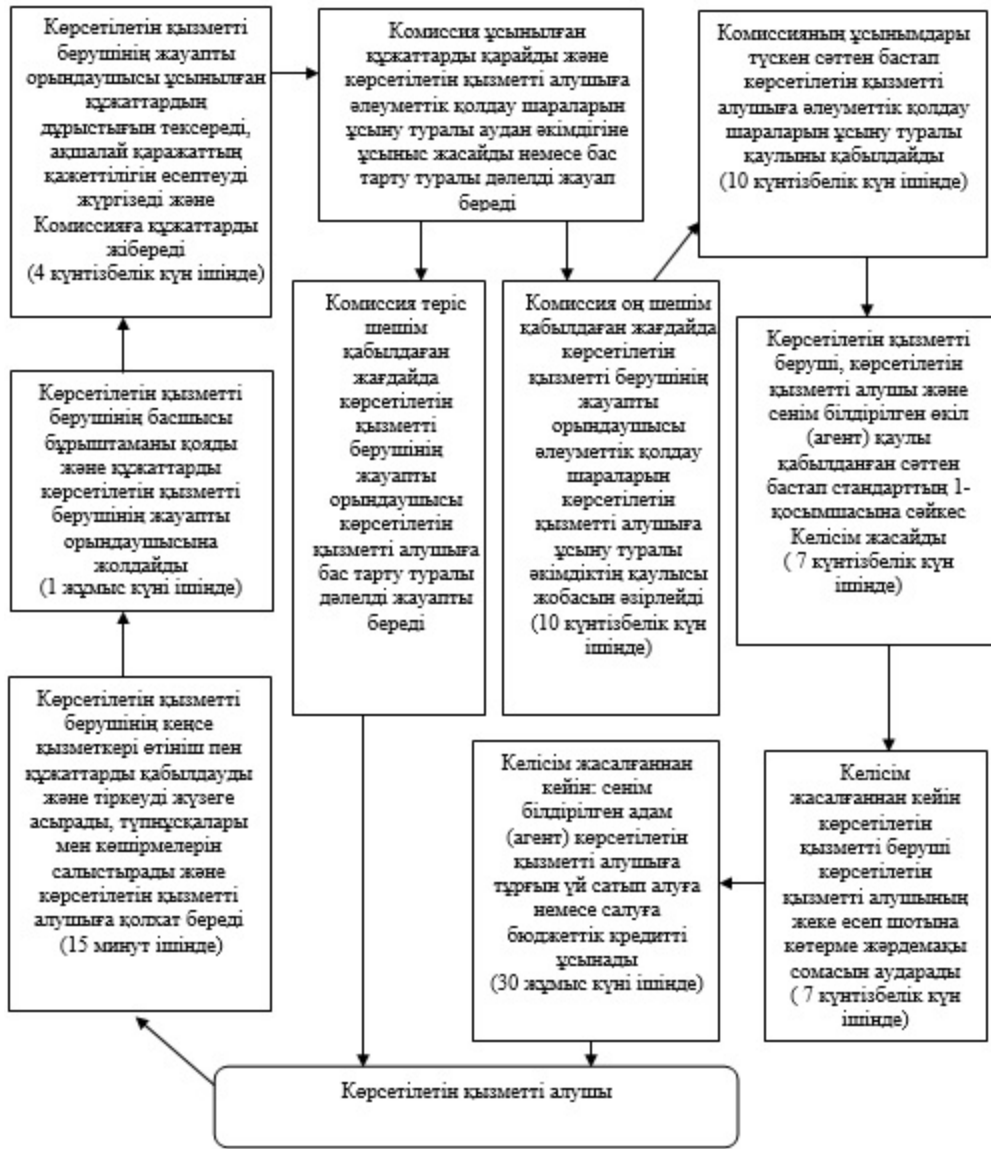 Көрсетілетін қызметті
берушінің жауапты
орындаушысы ұсынылған
құжаттардың
дұрыстығын тексереді,
ақшалай қаражаттың
қажеттілігін есептеуді
жүргізеді және
Комиссияға құжаттарды
жібереді
(4 күнтізбелік күн ішінде)
Комиссия ұсынылған
құжаттарды қарайды және
көрсетілетін қызметті алушыға
әлеуметтік қолдау шараларын
ұсыну туралы аудан әкімдігіне
ұсыныс жасайды немесе бас
тарту туралы дәлелді жауап
береді
Комиссияның ұсынымдары
түскен сәттен бастап
көрсетілетін қызметті
алушыға әлеуметтік қолдау
шараларын ұсыну туралы
қаулыны қабылдайды
(10 күнтізбелік күн ішінде)
Көрсетілетін қызметті
берушінің басшысы
бұрыштаманы қояды
және құжаттарды
көрсетілетін қызметті
берушінің жауапты
орындаушысына
жолдайды
(1 жұмыс күні ішінде)
Комиссия теріс
шешім
қабылдаған
жағдайда
көрсетілетін
қызметті
берушінің
жауапты
орындаушысы
көрсетілетін
қызметті алушыға
бас тарту туралы
дәлелді жауапты
береді
Комиссия оң шешім
қабылдаған жағдайда
көрсетілетін
қызметті берушінің
жауапты
орындаушысы
әлеуметтік қолдау
шараларын
көрсетілетін
қызметті алушыға
ұсыну туралы
әкімдіктің қаулысы
жобасын әзірлейді
(10 күнтізбелік күн
ішінде)
Көрсетілетін қызметті
беруші, көрсетілетін
қызметті алушы және
сенім білдірілген өкіл
(агент) қаулы
қабылданған сәттен
бастап стандарттың 1-
қосымшасына сәйкес
Келісім жасайды
( 7 күнтізбелік күн
ішінде)
Көрсетілетін қызметті
берушінің кеңсе
қызметкері өтініш пен
құжаттарды қабылдауды
және тіркеуді жүзеге
асырады, түпнұсқалары
мен көшірмелерін
салыстырады және
көрсетілетін қызметті
алушыға қолхат береді
(15 минут ішінде)
Келісім жасалғаннан
кейін: сенім
білдірілген адам
(агент) көрсетілетін
қызметті алушыға
тұрғын үй сатып алуға
немесе салуға
бюджеттік кредитті
ұсынады
(30 жұмыс күні ішінде)
Келісім
жасалғаннан кейін
көрсетілетін
қызметті беруші
көрсетілетін
қызметті алушының
жеке есеп шотына
көтерме жәрдемақы
сомасын аударады
( 7 күнтізбелік күн
ішінде)
Көрсетілетін қызметті алушы